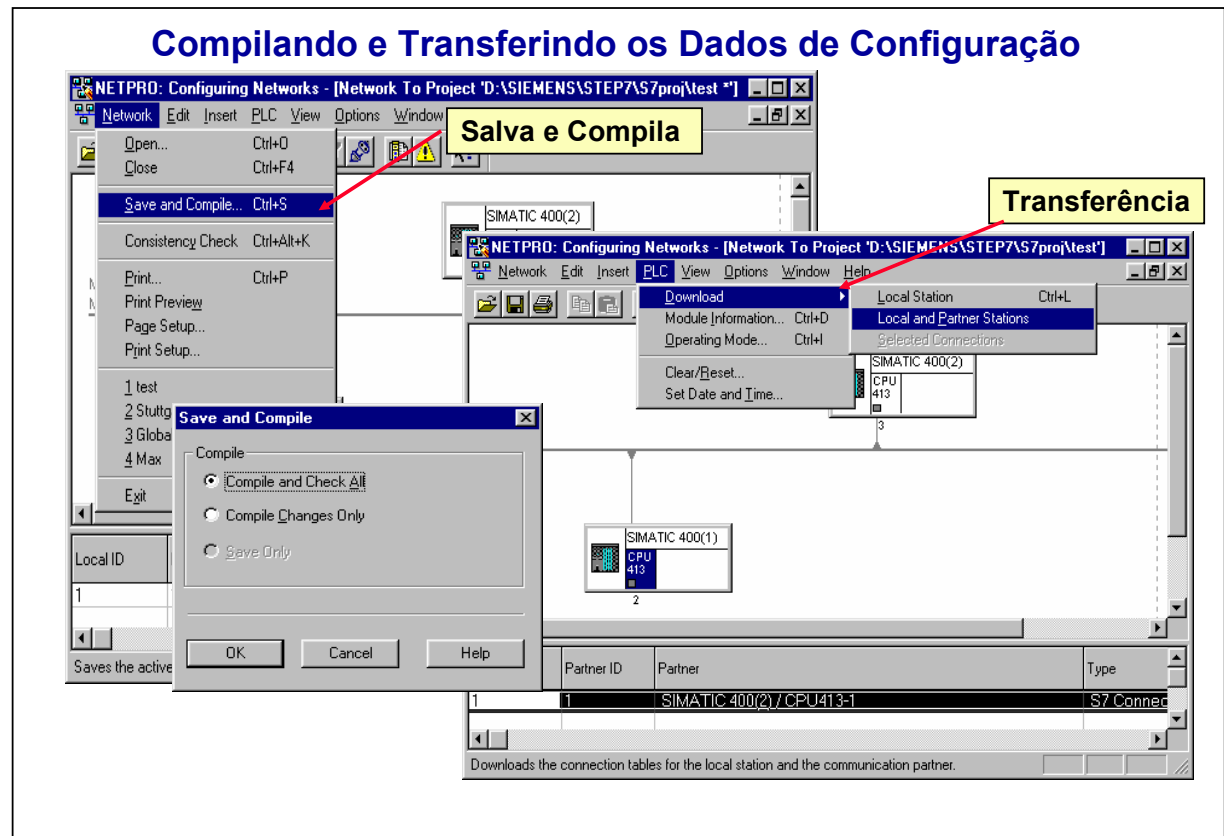 Compilando e Transferindo os Dados de Configuração
NETPRO: Configuring Networks - [Network To Project 'D:\SIEMENS\STEP7\S7proj\test *']
Network Edit Insert PLC View Options Window
Salva e Compila
Open... Ctrl+O
Close Ctrl+F4
Save and Compile... Ctrl+S
Consistency Check Ctrl+Alt+K
Print... Ctrl+P
Print Preview
Page Setup...
Print Setup...
1 test
2 Stuttg
3 Globa
4 Max
Exit
SIMATIC 400(2)
Local ID
1
Saves the active
Save and Compile
Compile
Compile and Check All
Compile Changes Only
Save Only
OK Cancel Help
Transferência
NETPRO: Configuring Networks - [Network To Project 'D:\SIEMENS\STEP7\S7proj\test']
Network Edit Insert PLC View Options Window Help
Download
Module Information... Ctrl+D
Operating Mode... Ctrl+I
Clear/Reset...
Set Date and Time...
Local Station Ctrl+L
Local and Partner Stations
Selected Connections
SIMATIC 400(2)
CPU
413
3
SIMATIC 400(1)
CPU
413
2
Partner ID Partner Type
1 1 SIMATIC 400(2) / CPU413-1 S7 Connec
Downloads the connection tables for the local station and the communication partner.